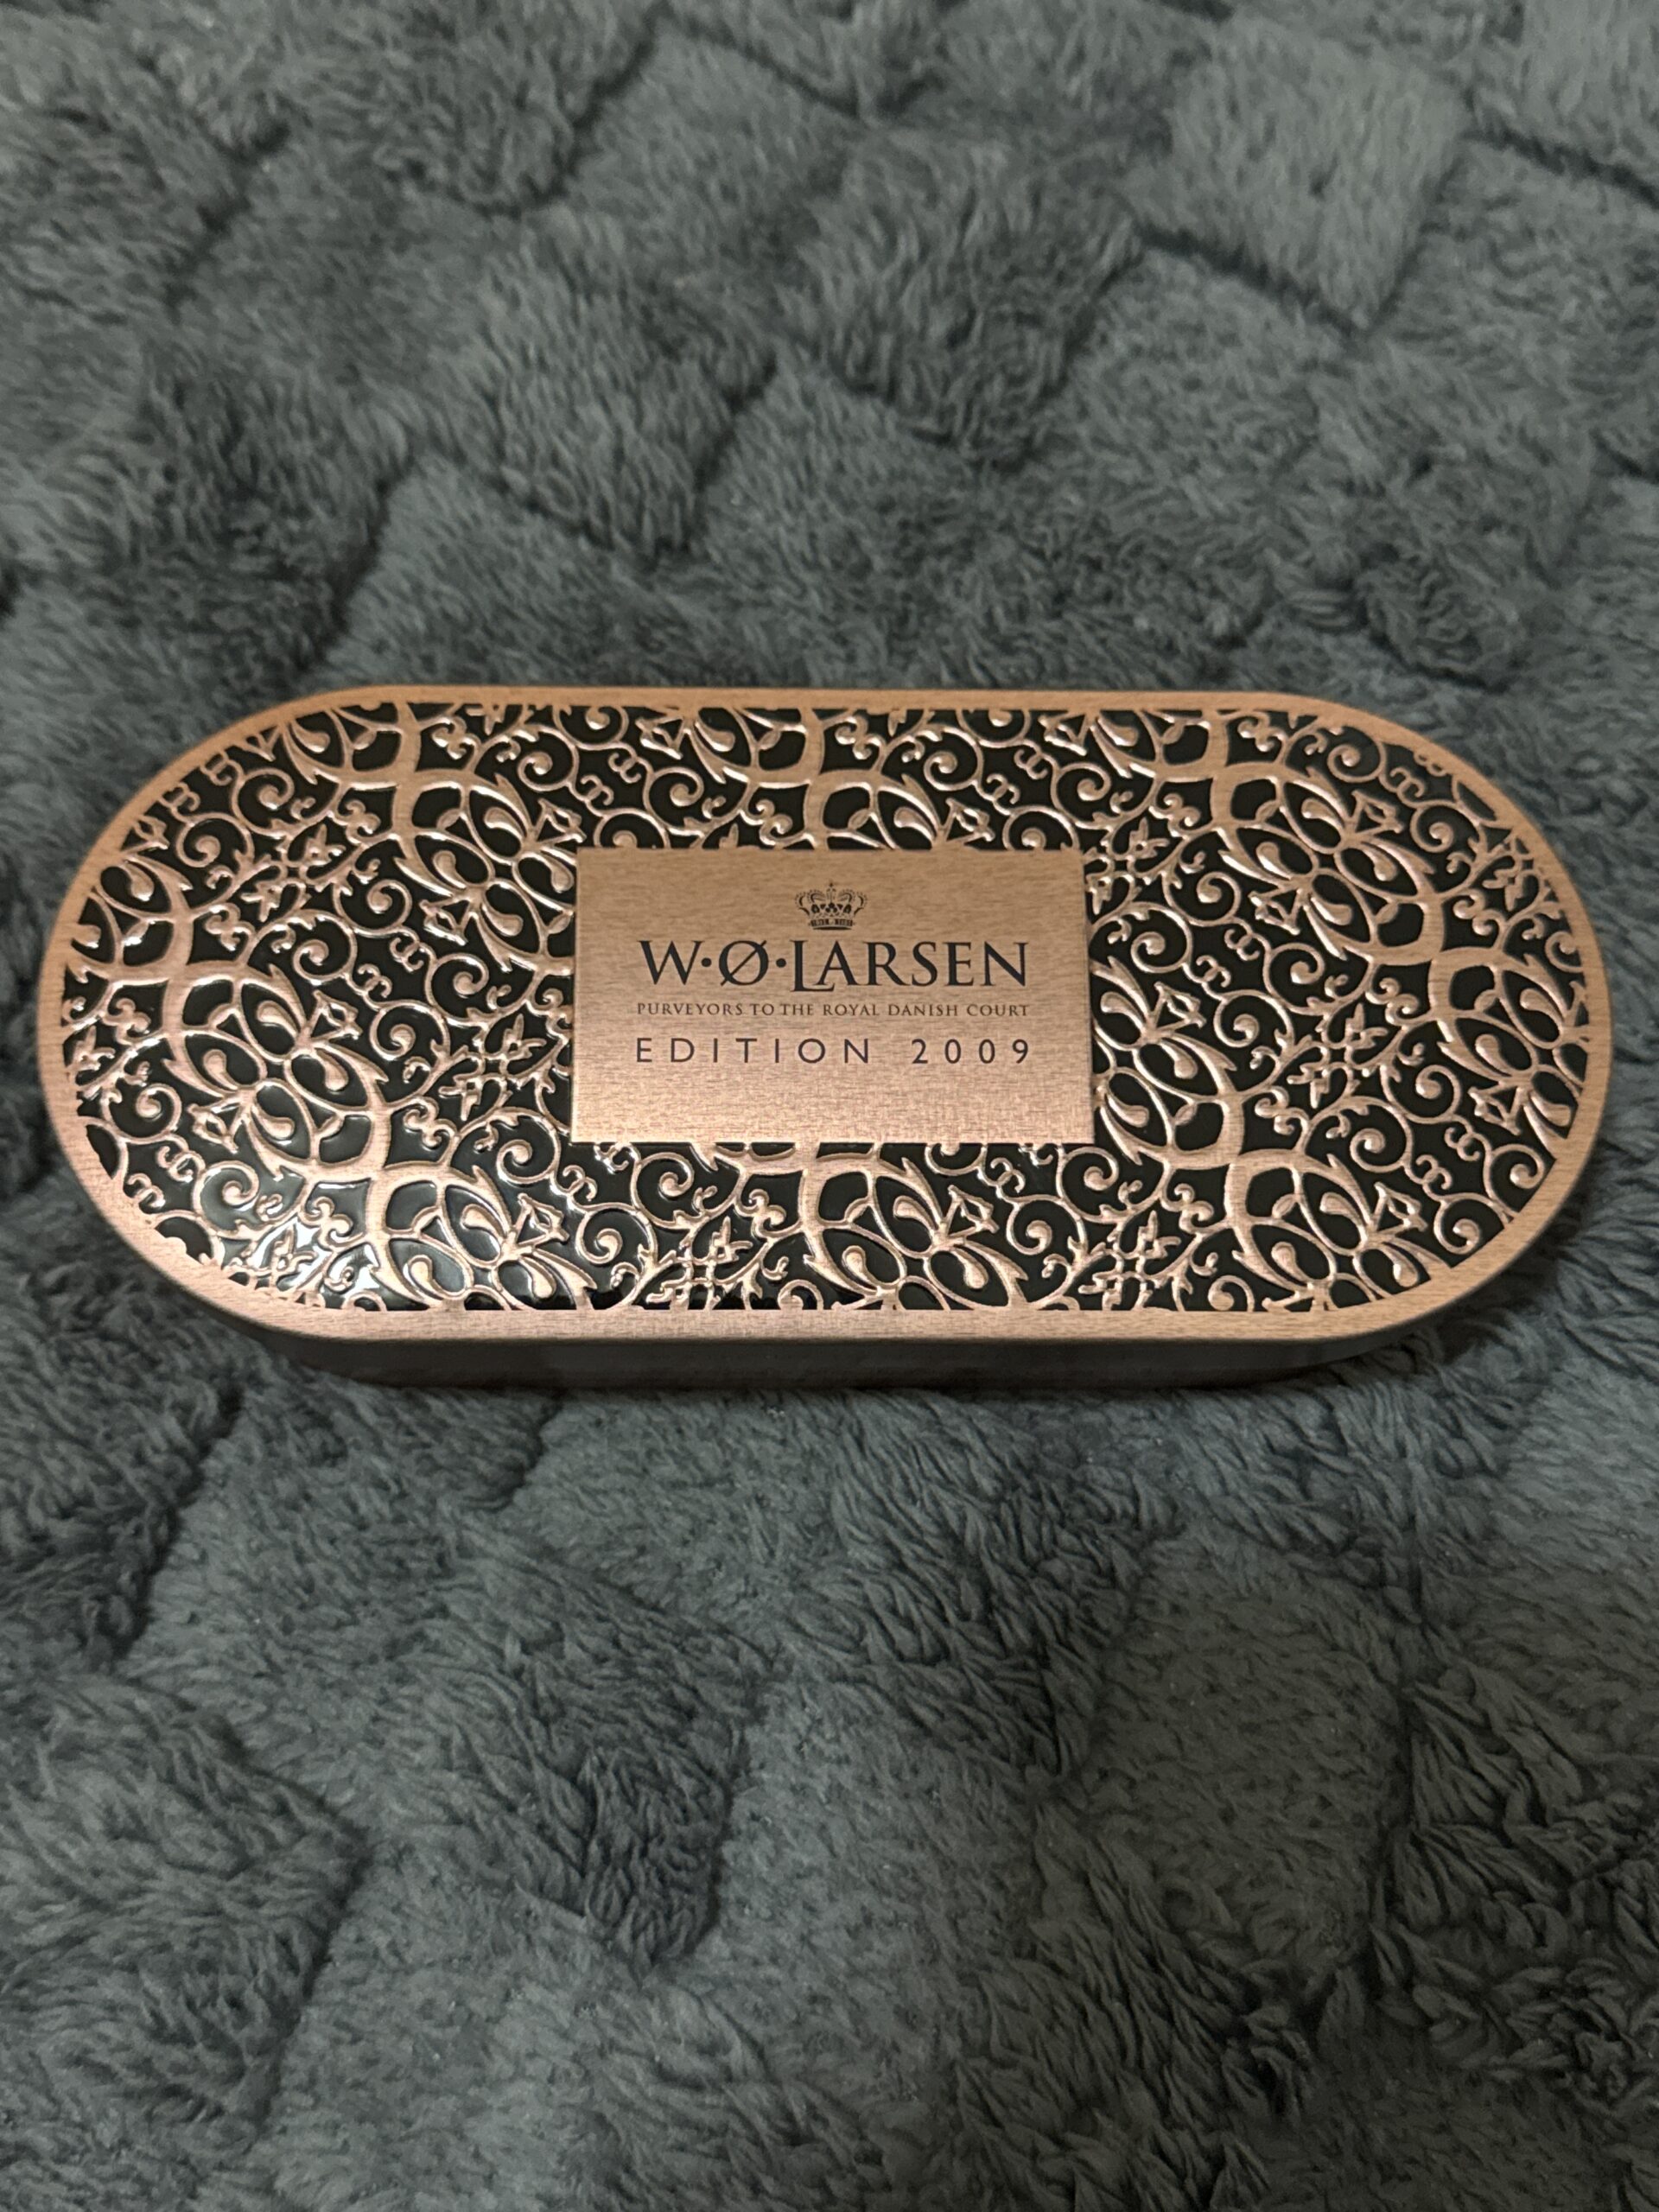 W·Ø·LARSEN
PURVEYORS TO THE ROYAL DANISH COURT
EDITION 2009